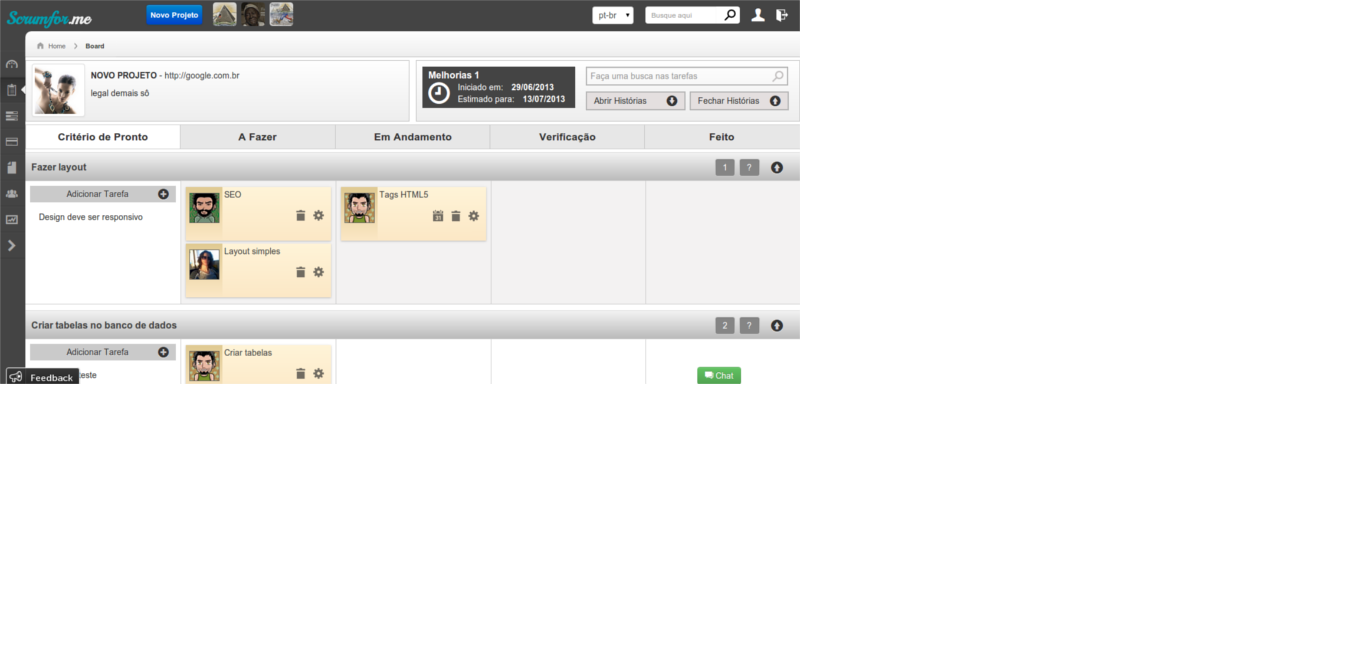 Scrumfor.me
Novo Projeto
pt-br
Busque aqui
Home
Board
NOVO PROJETO - http://google.com.br
legal demais sô
Melhorias 1
Iniciado em: 29/06/2013
Estimado para: 13/07/2013
Faça uma busca nas tarefas
Abrir Histórias
Fechar Histórias
Critério de Pronto
A Fazer
Em Andamento
Verificação
Feito
Fazer layout
1
?
Adicionar Tarefa
SEO
Tags HTML5
31
Design deve ser responsivo
Layout simples
Criar tabelas no banco de dados
2
?
Adicionar Tarefa
Criar tabelas
Feedback
Chat